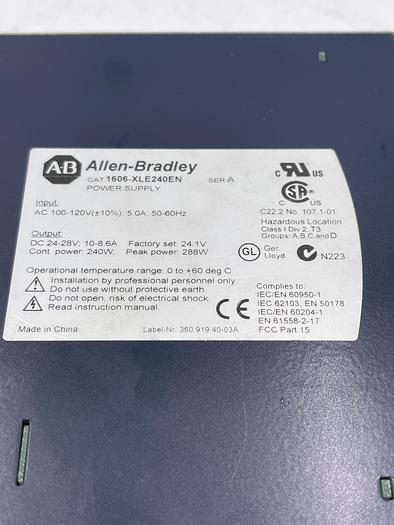 A·B Allen-Bradley
CAT 1606-XLE240EN SER A
POWER SUPPLY
Input:
AC 100-120V(±10%); 5.0A; 50-60Hz
Output:
DC 24-28V; 10-8.6A Factory set: 24.1V
Cont. power: 240W, Peak power: 288W
Operational temperature range: 0 to +60 deg C
Installation by professional personnel only.
Do not use without protective earth.
Do not open, risk of electrical shock.
Read instruction manual.
Made in China
Label-Nr. 360.919.40-03A
C US
C US
C22.2 No. 107.1-01
Hazardous Location
Class I Div 2, T3
Groups: A,B,C and D
GL Ger. Lloyd
N223
CE
Complies to:
IEC/EN 60950-1
IEC 62103, EN 50178
IEC/EN 60204-1
EN 61558-2-17
FCC Part 15